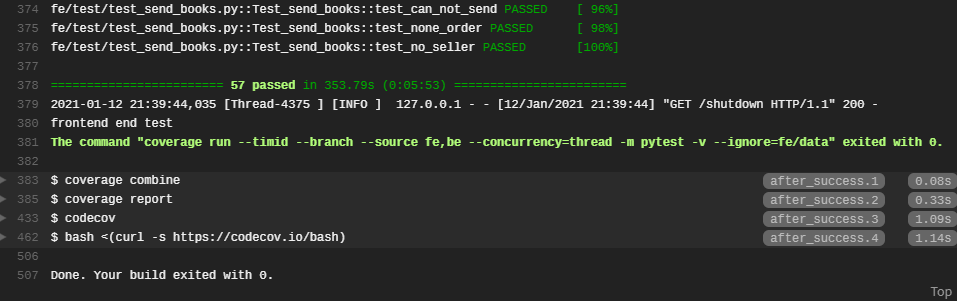 374 fe/test/test_send_books.py::Test_send_books::test_can_not_send PASSED [ 96%]
375 fe/test/test_send_books.py::Test_send_books::test_none_order PASSED [ 98%]
376 fe/test/test_send_books.py::Test_send_books::test_no_seller PASSED [100%]
377
378 ======================== 57 passed in 353.79s (0:05:53) ========================
379 2021-01-12 21:39:44,035 [Thread-4375 ] [INFO ] 127.0.0.1 - - [12/Jan/2021 21:39:44] "GET /shutdown HTTP/1.1" 200 -
380 frontend end test
381 The command "coverage run --timid --branch --source fe,be --concurrency=thread -m pytest -v --ignore=fe/data" exited with 0.
382
383 $ coverage combine after_success.1 0.08s
385 $ coverage report after_success.2 0.33s
433 $ codecov after_success.3 1.09s
462 $ bash <(curl -s https://codecov.io/bash) after_success.4 1.14s
506
507 Done. Your build exited with 0.
Top